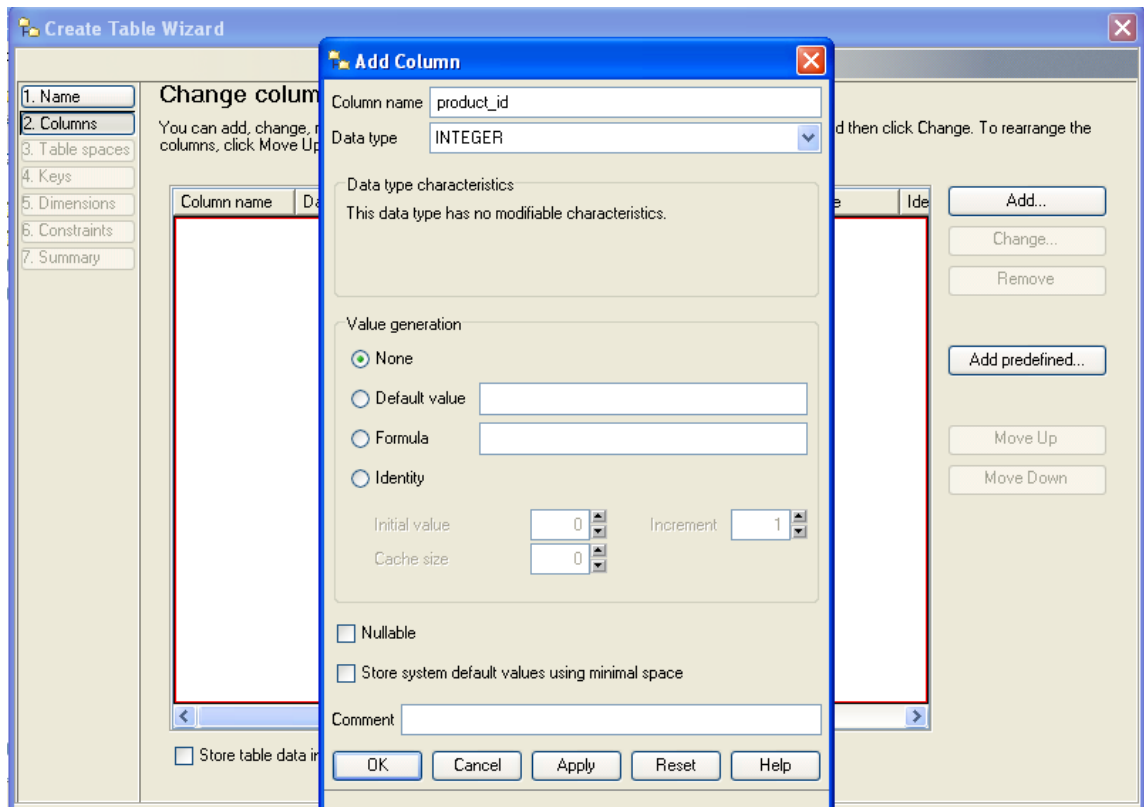 Create Table Wizard
1. Name
2. Columns
3. Table spaces
4. Keys
5. Dimensions
6. Constraints
7. Summary
Change colum
You can add, change,
d then click Change. To rearrange the
columns, click Move Up
Column name
Ide
Add...
Change...
Remove
Add predefined...
Move Up
Move Down
Store table data in
Add Column
Column name product_id
Data type INTEGER
Data type characteristics
This data type has no modifiable characteristics.
Value generation
None
Default value
Formula
Identity
Initial value 0 Increment 1
Cache size 0
Nullable
Store system default values using minimal space
Comment
OK Cancel Apply Reset Help